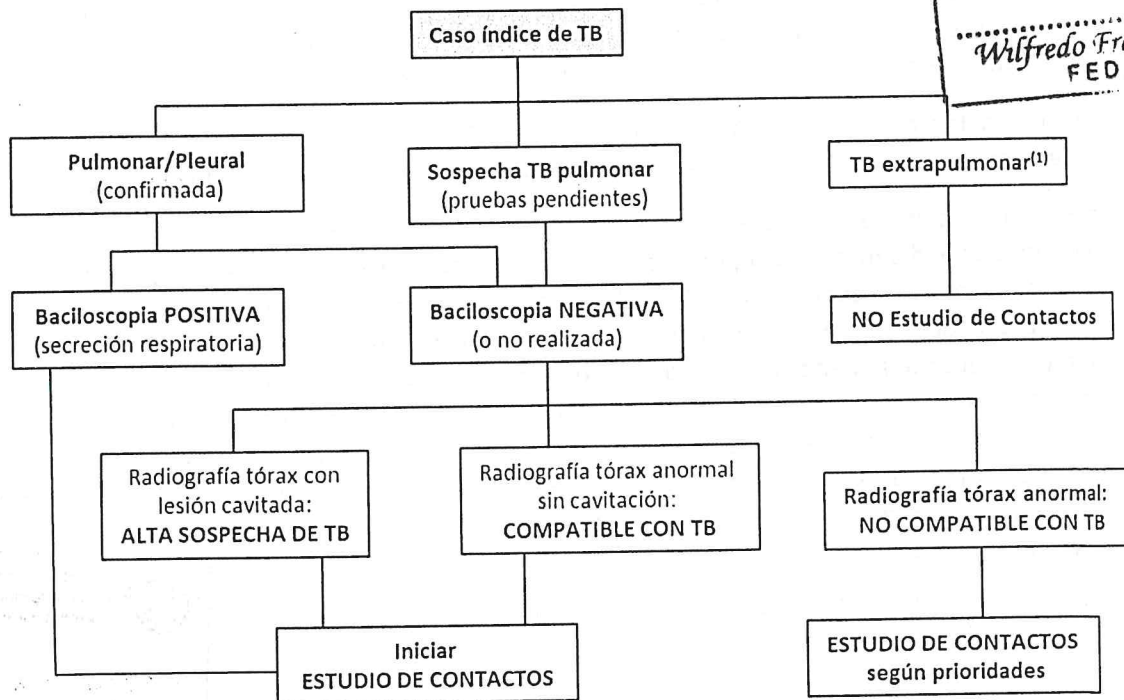 Caso índice de TB
Wilfredo
FED
Pulmonar/Pleural
(confirmada)
Sospecha TB pulmonar
(pruebas pendientes)
TB extrapulmonar(1)
Baciloscopia POSITIVA
(secreción respiratoria)
Baciloscopia NEGATIVA
(o no realizada)
NO Estudio de Contactos
Radiografía tórax con
lesión cavitada:
ALTA SOSPECHA DE TB
Radiografía tórax anormal
sin cavitación:
COMPATIBLE CON TB
Radiografía tórax anormal:
NO COMPATIBLE CON TB
Iniciar
ESTUDIO DE CONTACTOS
ESTUDIO DE CONTACTOS
según prioridades